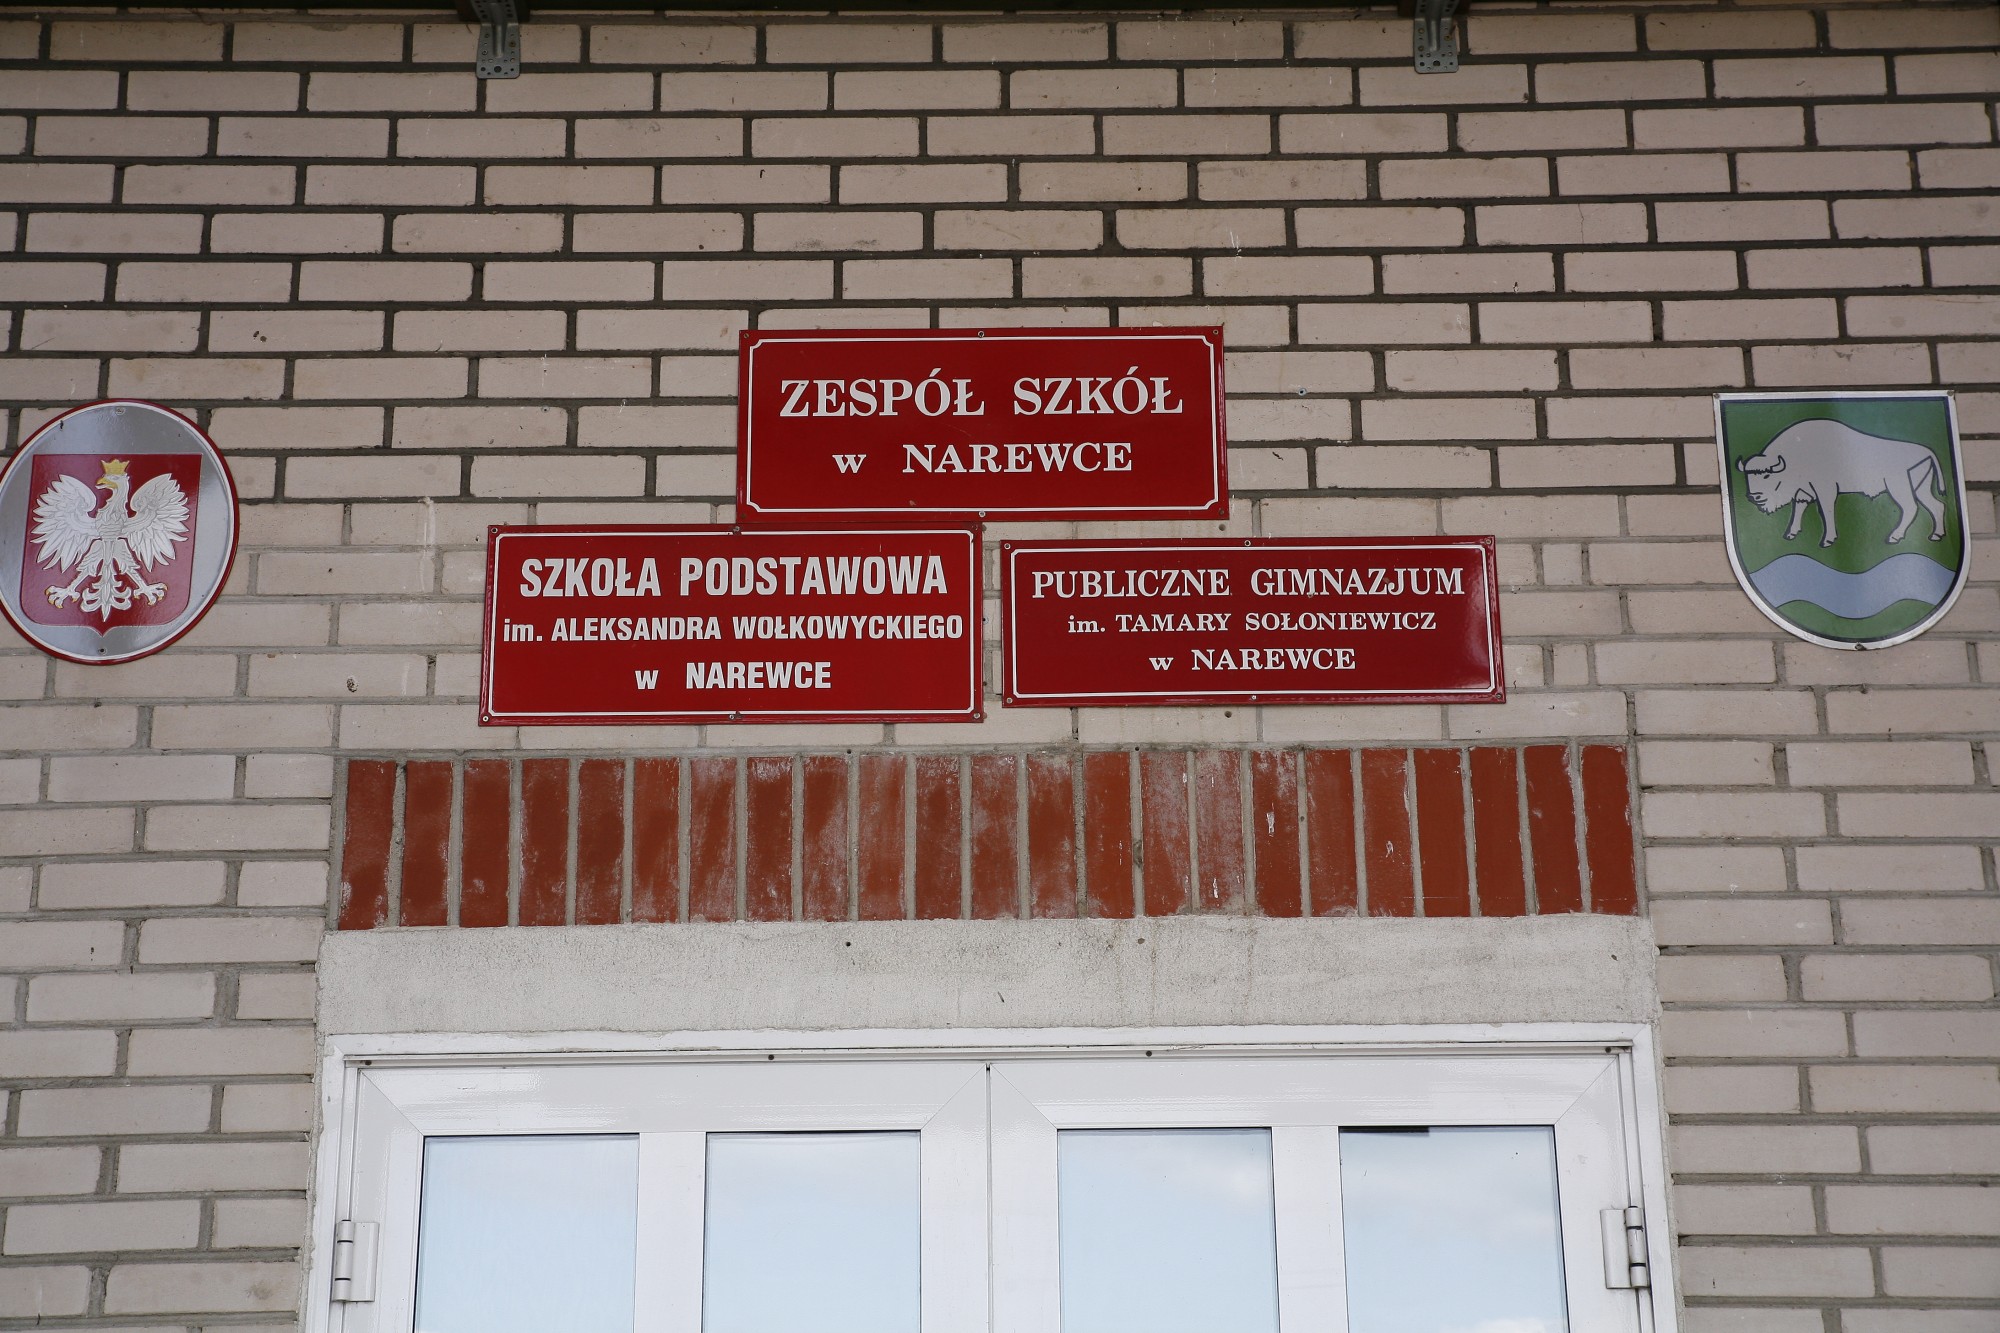 ZESPÓŁ SZKÓŁ
w NAREWCE
SZKOŁA PODSTAWOWA
im. ALEKSANDRA WOŁKOWYCKIEGO
w NAREWCE
PUBLICZNE GIMNAZJUM
im. TAMARY SOŁONIEWICZ
w NAREWCE